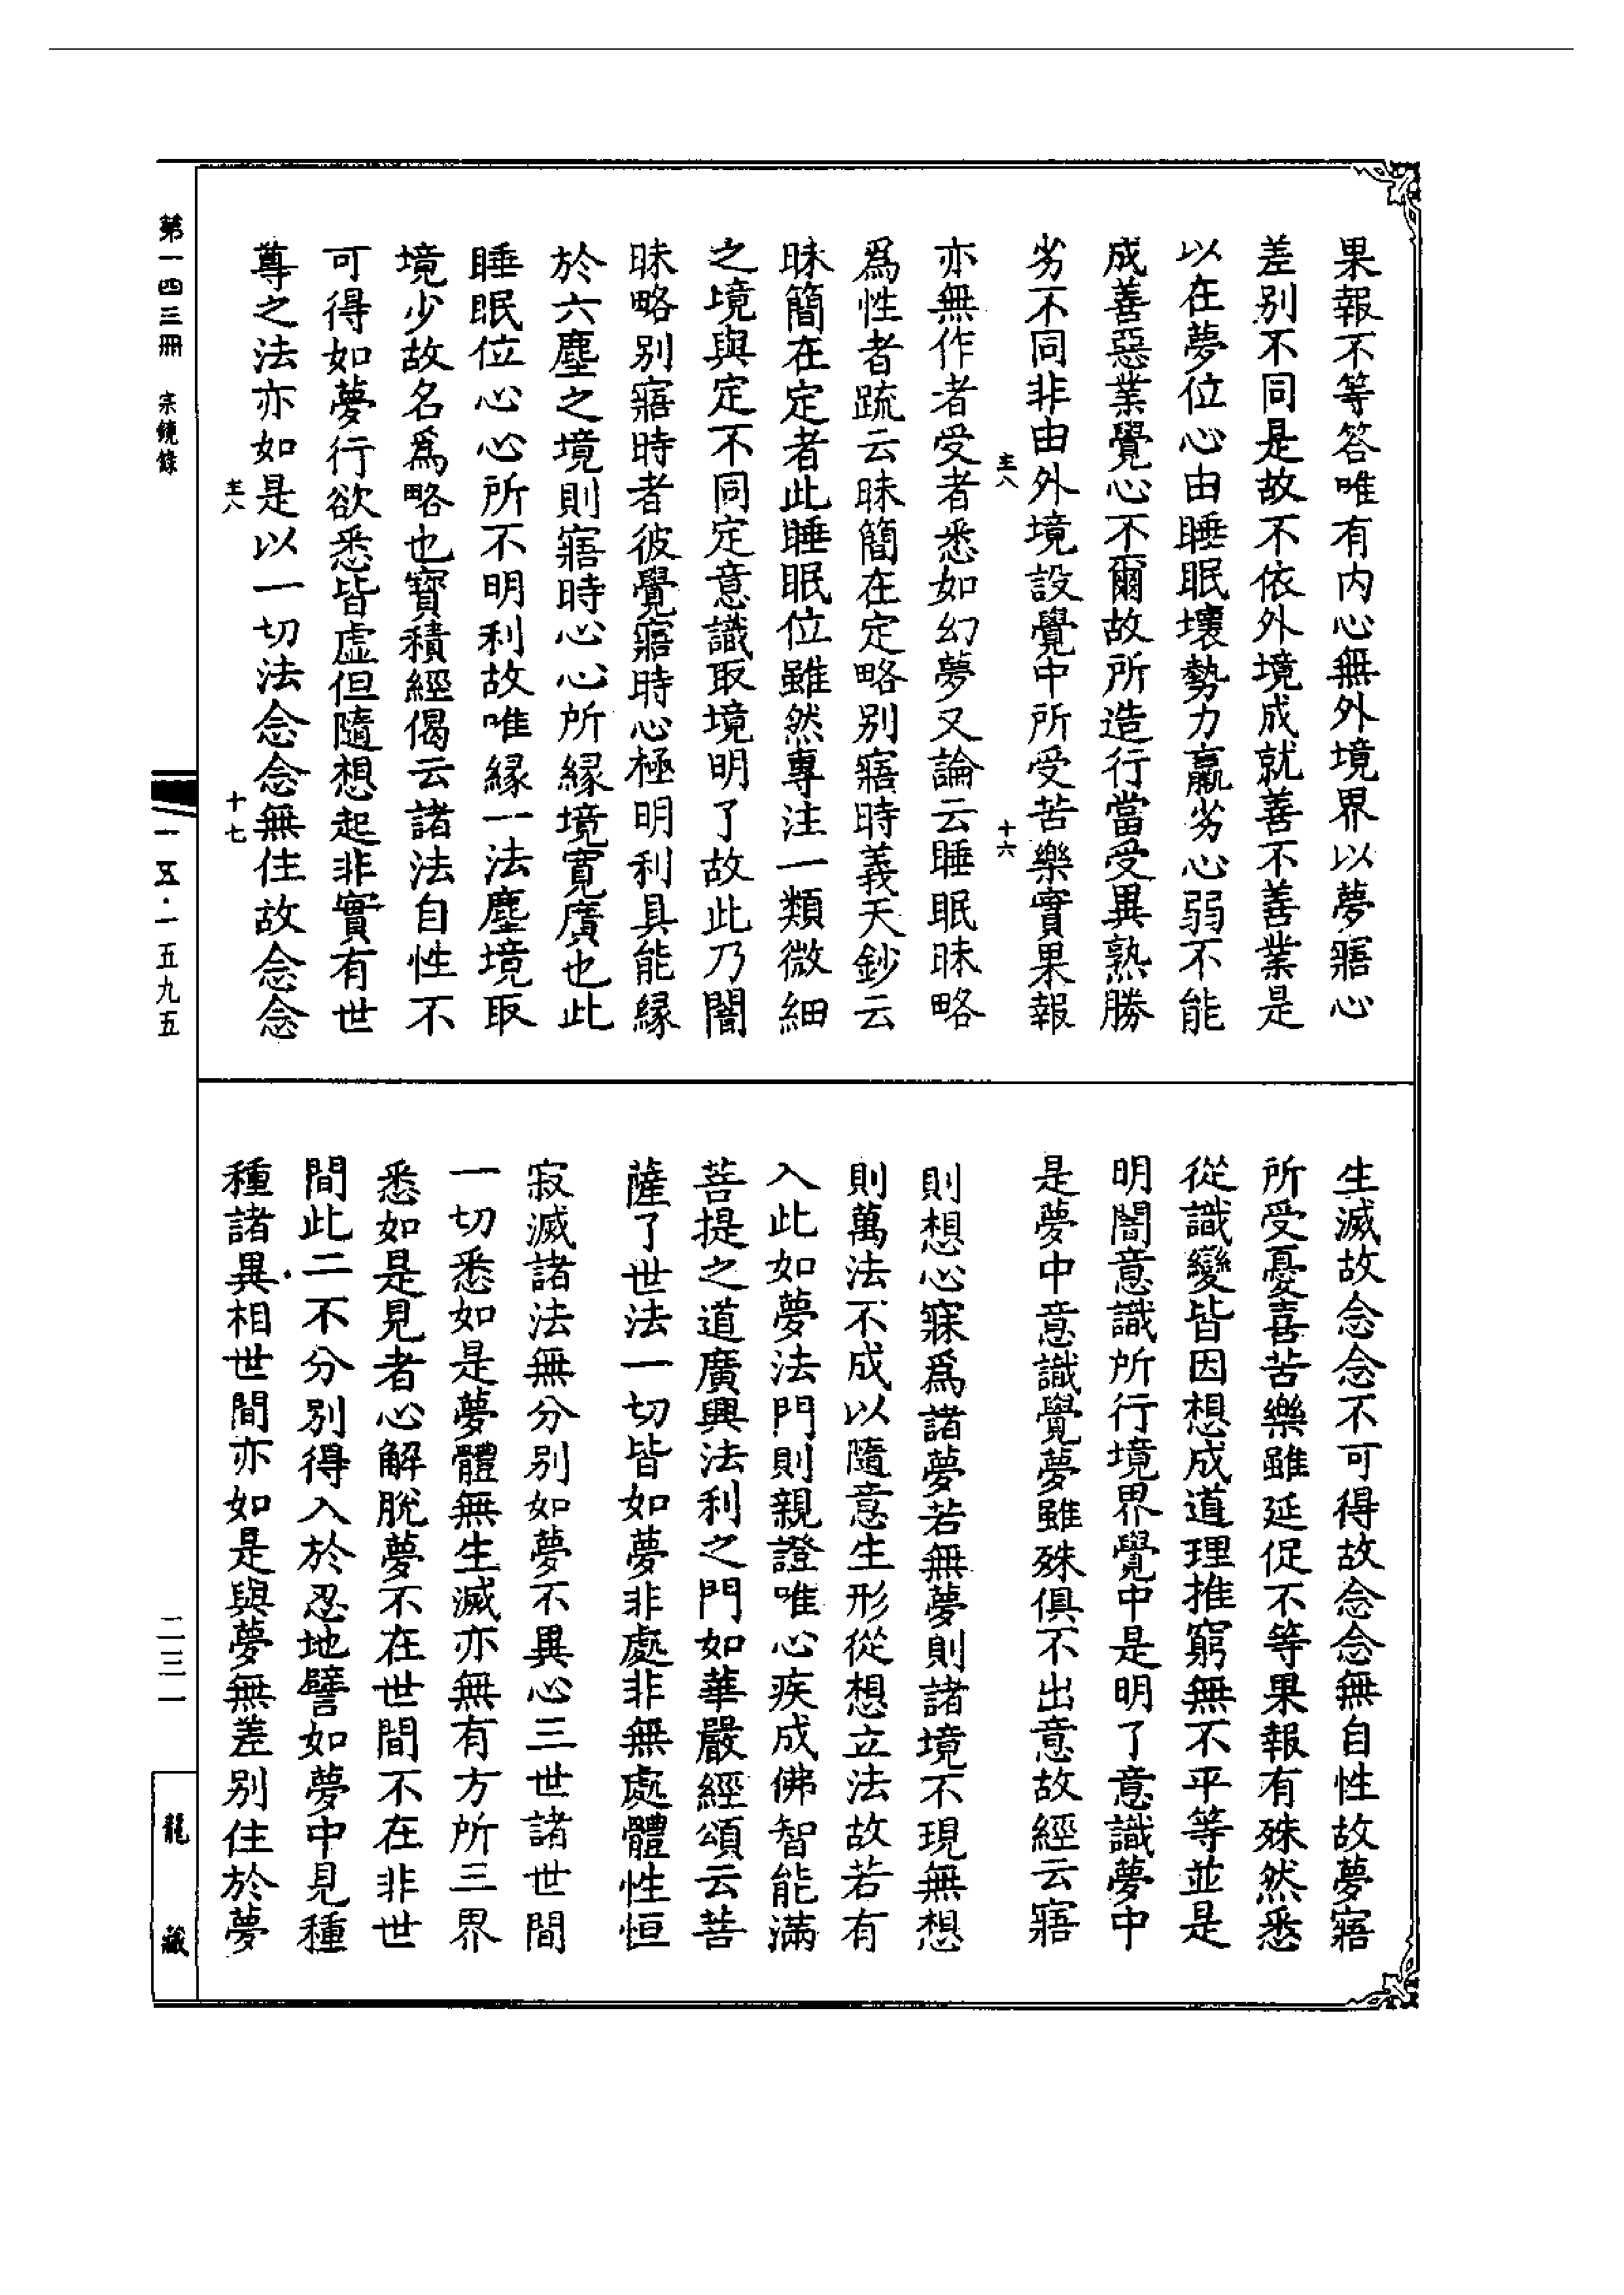 果報不等答唯有内心無外境界以夢寤心
差别不同是故不依外境成就善不善業是
以在夢位心由睡眠壞勢力羸劣心弱不能
成善惡業覺心不爾故所造行當受異熟勝
劣不同非由外境設覺中所受苦樂實果報
亦無作者受者悉如幻夢又論云睡眠昧略
爲性者䟽云昧簡在定略别寤時義天鈔云
昧簡在定者此睡眠位雖然專注一類微細
之境與定不同定意識取境明了故此乃闇
昧略别寤時者彼覺寤時心極明利具能緣
於六塵之境則寤時心心所緣境寬廣也此
睡眠位心心所不明利故唯緣一法塵境取
境少故名爲略也寳積經偈云諸法自性不
可得如夢行欲悉皆虛但隨想起非實有世
尊之法亦如是以一切法念念無住故念念
生滅故念念不可得故念念無自性故夢寤
所受憂喜苦樂雖延促不等果報有殊然悉
從識變皆因想成道理推窮無不平等並是
明闇意識所行境界覺中是明了意識夢中
是夢中意識覺夢雖殊俱不出意故經云寤
則想心寐爲諸夢若無夢則諸境不現無想
則萬法不成以隨意生形從想立法故若有
入此如夢法門則親證唯心疾成佛智能滿
菩提之道廣興法利之門如華嚴經頌云菩
薩了世法一切皆如夢非處非無處體性恒
寂滅諸法無分别如夢不異心三世諸世間
一切悉如是夢體無生滅亦無有方所三界
悉如是見者心解脫夢不在世間不在非世
間此二不分别得入於忍地譬如夢中見種
種諸異相世間亦如是與夢無差别住於夢
第一四三冊 宗鏡錄
一五·一五九五
二三一
龍藏
十六
十七